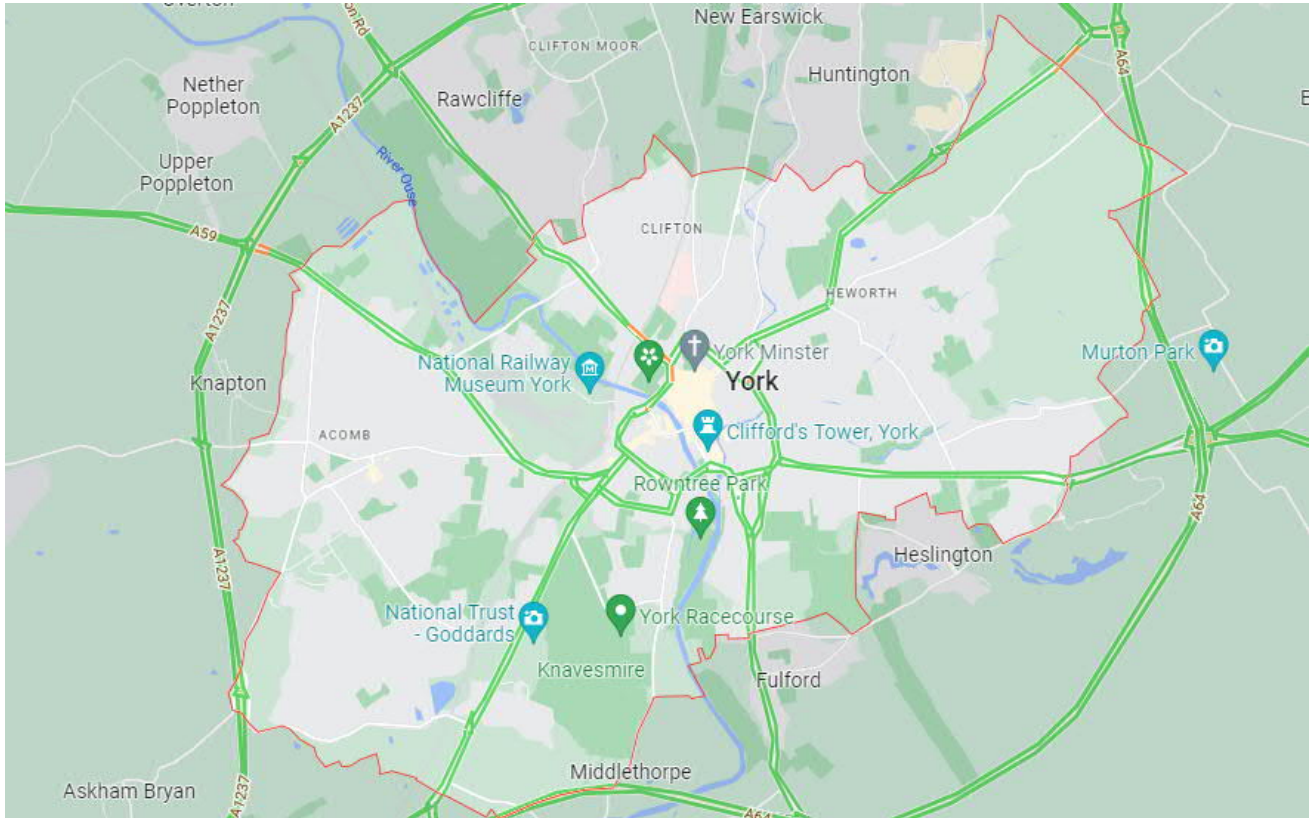 New Earswick
CLIFTON MOOR
Huntington
A64
Nether
Poppleton
Rawcliffe
A1237
Upper
Poppleton
River Ouse
A59
CLIFTON
HEWORTH
A1237
National Railway
Museum York
York Minster
York
Murton Park
Knapton
ACOMB
Clifford's Tower, York
Rowntree Park
A64
Heslington
A1237
National Trust
- Goddards
York Racecourse
Knavesmire
Fulford
Middlethorpe
Askham Bryan
A1237
A64